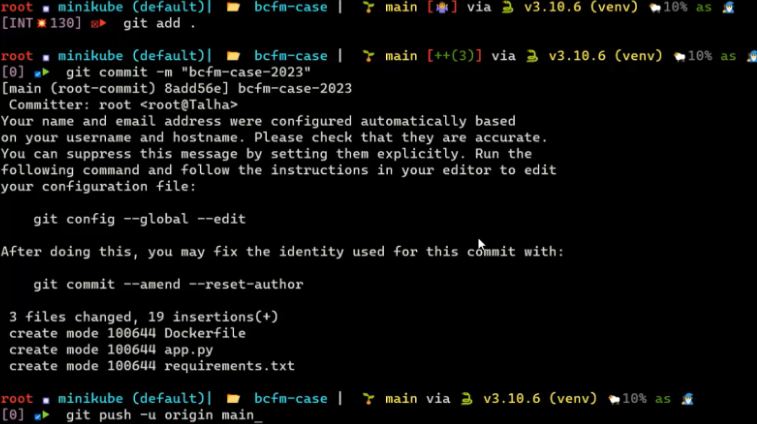 root minikube (default)| bcfm-case | main [🤷] via v3.10.6 (venv) 10% as
[INT💥130] git add .
root minikube (default)| bcfm-case | main [++(3)] via v3.10.6 (venv) 10% as
[0] git commit -m "bcfm-case-2023"
[main (root-commit) 8add56e] bcfm-case-2023
Committer: root <root@Talha>
Your name and email address were configured automatically based
on your username and hostname. Please check that they are accurate.
You can suppress this message by setting them explicitly. Run the
following command and follow the instructions in your editor to edit
your configuration file:
git config --global --edit
After doing this, you may fix the identity used for this commit with:
git commit --amend --reset-author
3 files changed, 19 insertions(+)
create mode 100644 Dockerfile
create mode 100644 app.py
create mode 100644 requirements.txt
root minikube (default)| bcfm-case | main via v3.10.6 (venv) 10% as
[0] git push -u origin main_